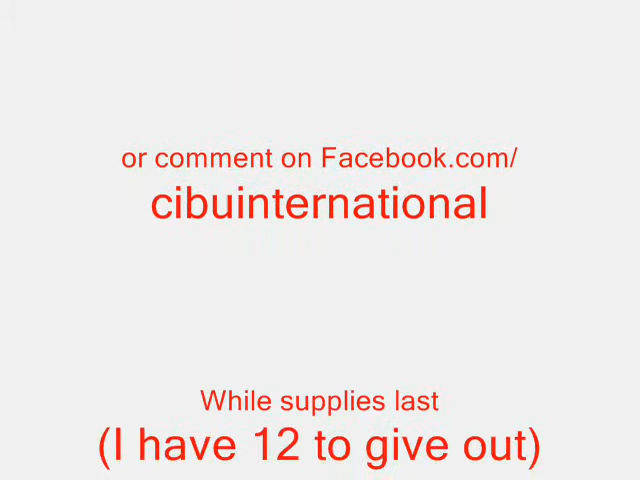 or comment on Facebook.com/
cibuinternational
While supplies last
(I have 12 to give out)